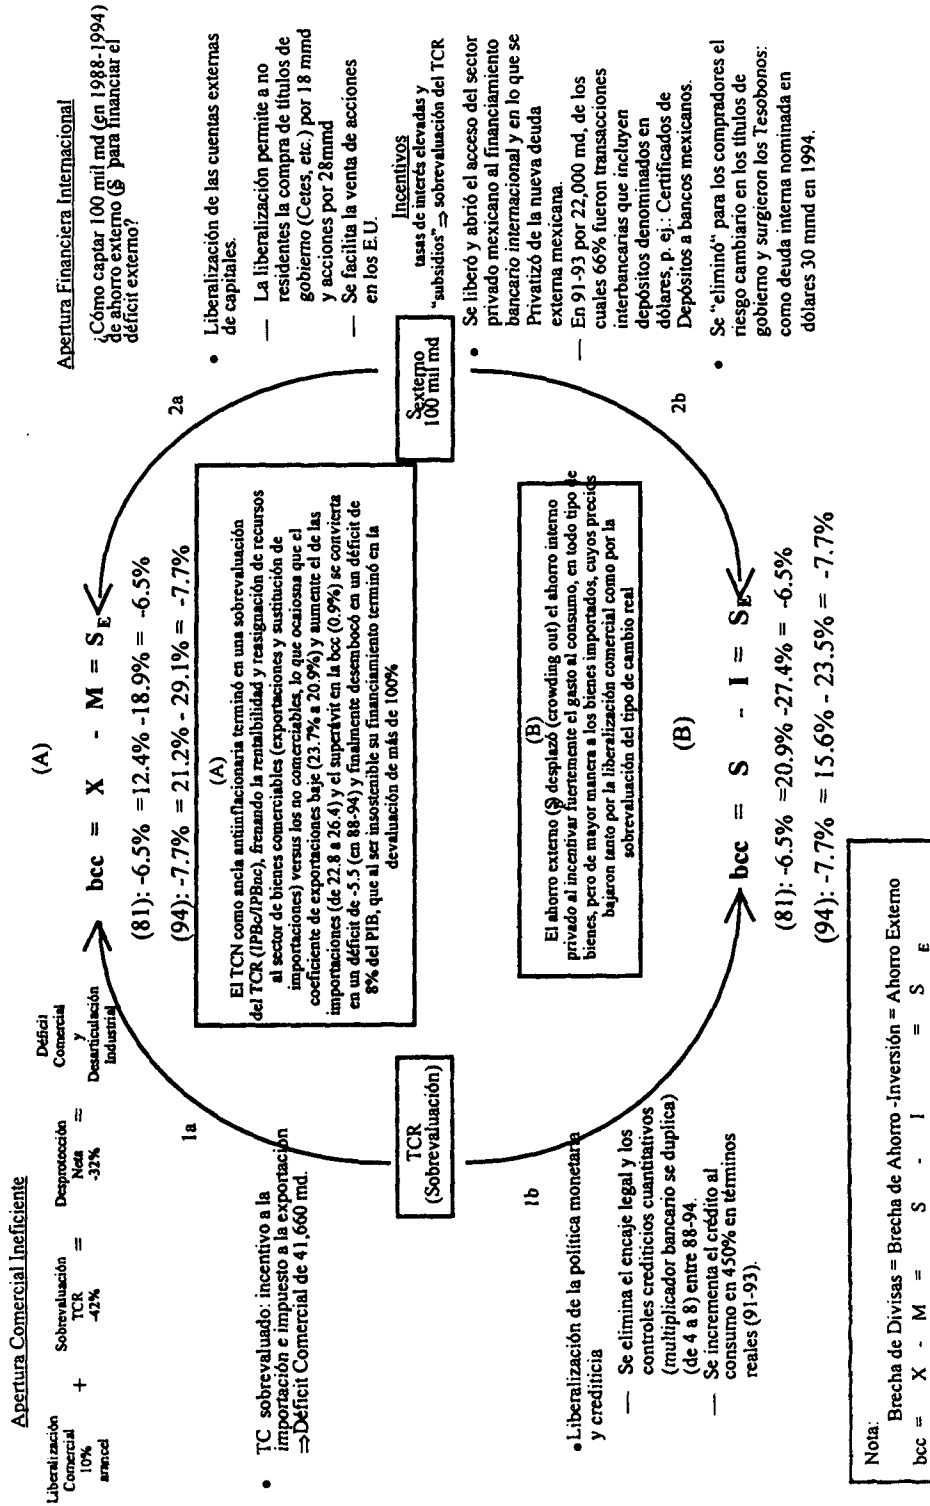 Apertura Comercial Ineficiente
Liberalización
Comercial
10%
arancel
+
Sobrevaluación
TCR
-42%
=
Desprotección
Neta
-32%
=
Déficit
Comercial
y
Desarticulación
Industrial
• TC sobrevaluado: incentivo a la
importación e impuesto a la exportación
⇒Déficit Comercial de 41,660 md.
1a
TCR
(Sobrevaluación)
1b
•Liberalización de la política monetaria
y crediticia
— Se elimina el encaje legal y los
controles crediticios cuantitativos
(multiplicador bancario se duplica)
(de 4 a 8) entre 88-94.
— Se incrementa el crédito al
consumo en 450% en términos
reales (91-93).
(A)
bcc = X - M = S E
(81): -6.5% =12.4% -18.9% = -6.5%
(94): -7.7% = 21.2% - 29.1% = -7.7%
(A)
El TCN como ancla antiinflacionaria terminó en una sobrevaluación
del TCR (IPBc/IPBnc), frenando la rentalbilidad y reasignación de recursos
al sector de bienes comerciables (exportaciones y sustitución de
importaciones) versus los no comerciables, lo que ocaiosna que el
coeficiente de exportaciones baje (23.7% a 20.9%) y aumente el de las
importaciones (de 22.8 a 26.4) y el superávit en la bcc (0.9%) se convierta
en un déficit de -5.5 (en 88-94) y finalmente desembocó en un déficit de
8% del PIB, que al ser insostenible su financiamiento terminó en la
devaluación de más de 100%
(B)
El ahorro externo (S) desplazó (crowding out) el ahorro interno
privado al incentivar fuertemente el gasto al consumo, en todo tipo de
bienes, pero de mayor manera a los bienes importados, cuyos precios
bajaron tanto por la liberalización comercial como por la
sobrevaluación del tipo de cambio real
(B)
bcc = S - I = S E
(81): -6.5% =20.9% -27.4% = -6.5%
(94): -7.7% = 15.6% - 23.5% = -7.7%
Apertura Financiera Internacional
¿Cómo captar 100 mil md (en 1988-1994)
de ahorro externo (S) para financiar el
déficit externo?
2a
• Liberalización de las cuentas externas
de capitales.
— La liberalización permite a no
residentes la compra de títulos de
gobierno (Cetes, etc.) por 18 mmd
y acciones por 28mmd
— Se facilita la venta de acciones
en los E.U.
Sexterno
100 mil md
Incentivos
tasas de interés elevadas y
"subsidios"⇒ sobrevaluación del TCR
• Se liberó y abrió el acceso del sector
privado mexicano al financiamiento
bancario internacional y en lo que se
Privatizó de la nueva deuda
externa mexicana.
— En 91-93 por 22,000 md, de los
cuales 66% fueron transacciones
interbancarias que incluyen
depósitos denominados en
dólares, p. ej.: Certificados de
Depósitos a bancos mexicanos.
2b
• Se "eliminó" para los compradores el
riesgo cambiario en los títulos de
gobierno y surgieron los Tesobonos:
como deuda interna nominada en
dólares 30 mmd en 1994.
Nota:
Brecha de Divisas = Brecha de Ahorro -Inversión = Ahorro Externo
bcc = X - M = S - I = S E